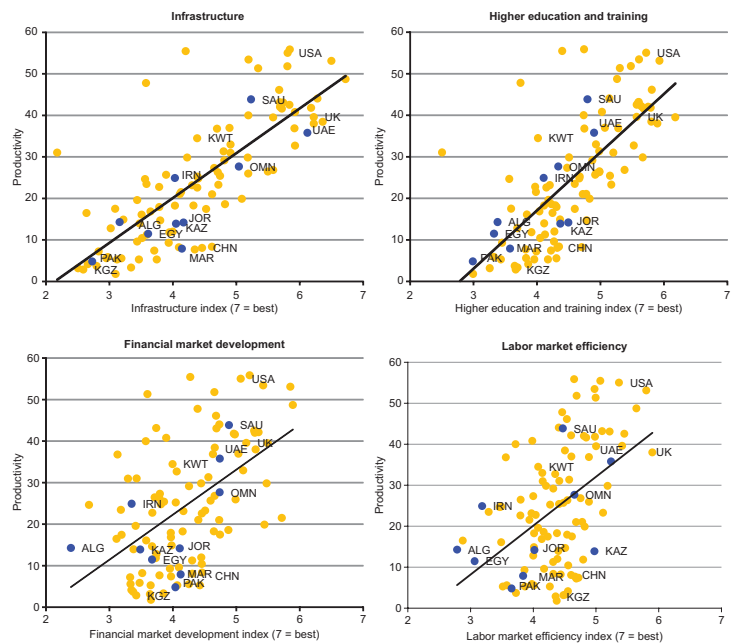 Infrastructure
60
50
40
30
20
10
0
2
3
4
5
6
7
Productivity
Infrastructure index (7 = best)
USA
SAU
UK
UAE
KWT
OMN
IRN
ALG
JOR
KAZ
EGY
MAR
CHN
PAK
KGZ
Higher education and training
60
50
40
30
20
10
0
2
3
4
5
6
7
Productivity
Higher education and training index (7 = best)
USA
SAU
UK
UAE
KWT
OMN
IRN
ALG
JOR
KAZ
EGY
MAR
CHN
PAK
KGZ
Financial market development
60
50
40
30
20
10
0
2
3
4
5
6
7
Productivity
Financial market development index (7 = best)
USA
SAU
UK
UAE
KWT
OMN
IRN
ALG
KAZ
JOR
EGY
MAR
CHN
PAK
KGZ
Labor market efficiency
60
50
40
30
20
10
0
2
3
4
5
6
7
Productivity
Labor market efficiency index (7 = best)
USA
SAU
UAE
UK
KWT
OMN
IRN
ALG
JOR
KAZ
EGY
MAR
CHN
PAK
KGZ